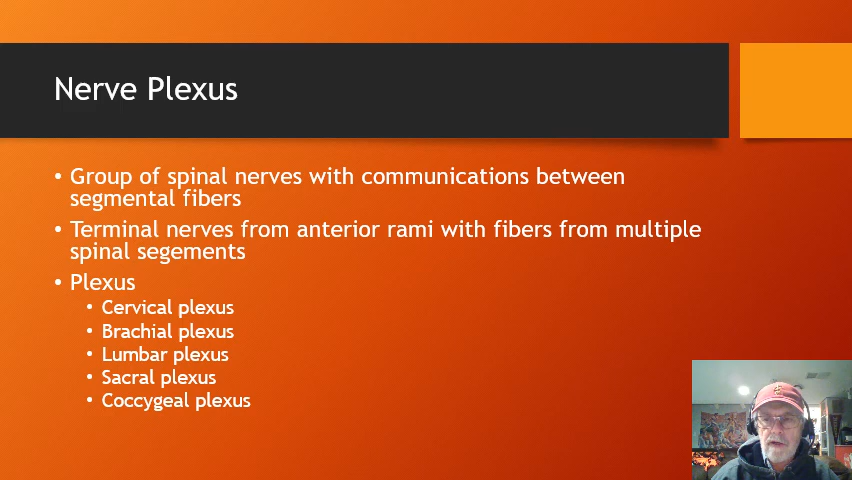 Nerve Plexus
• Group of spinal nerves with communications between
segmental fibers
• Terminal nerves from anterior rami with fibers from multiple
spinal segements
• Plexus
• Cervical plexus
• Brachial plexus
• Lumbar plexus
• Sacral plexus
• Coccygeal plexus